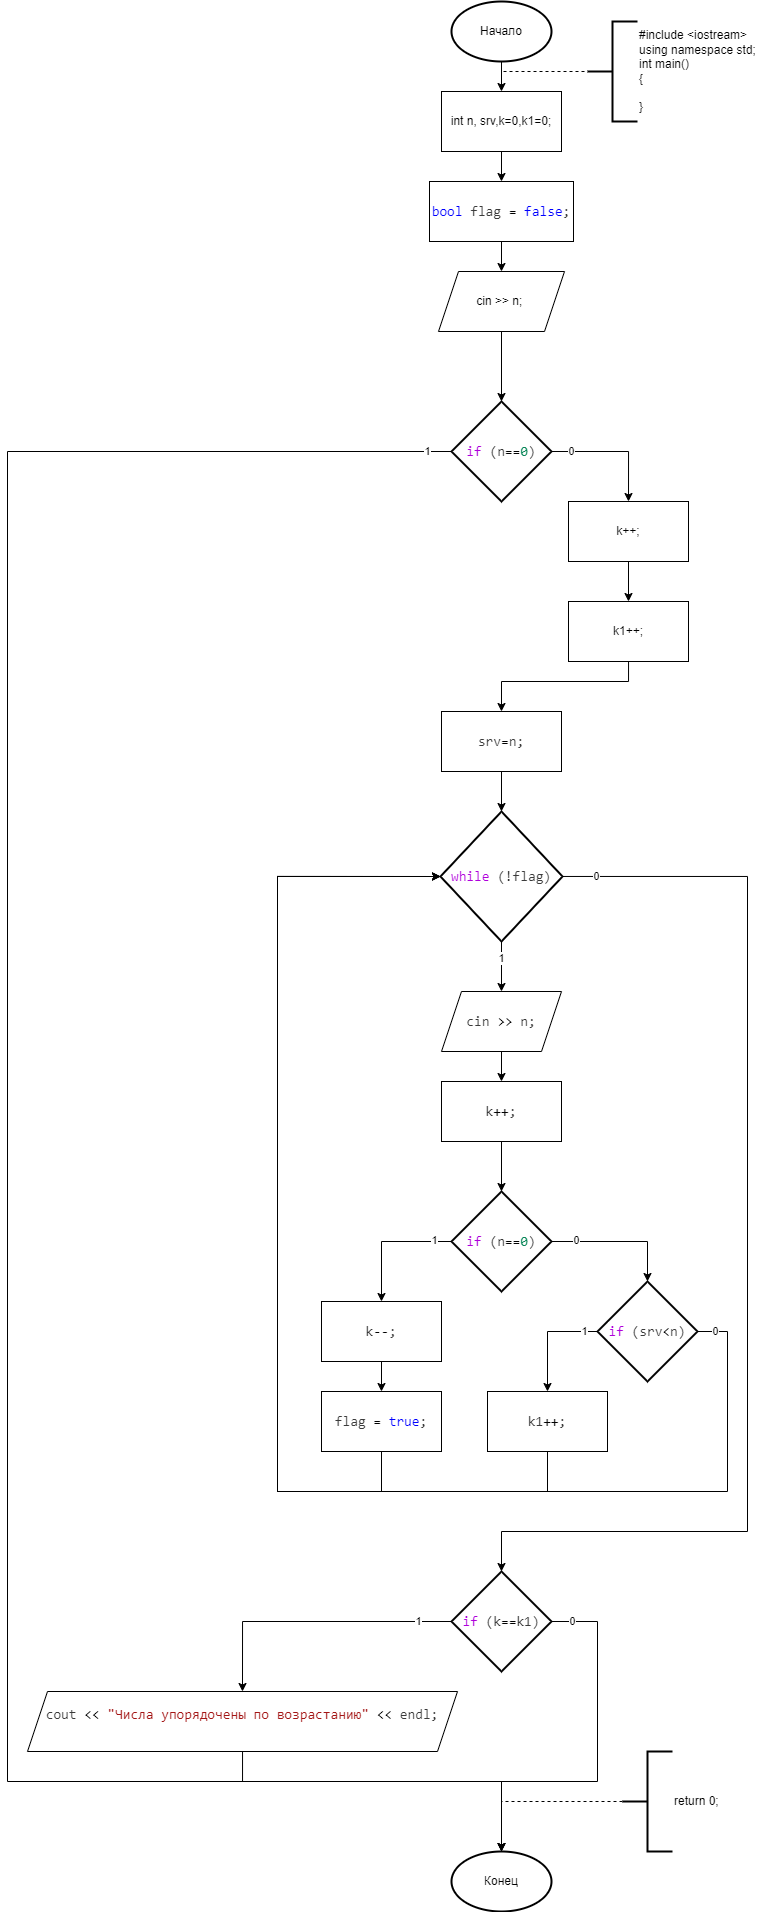 Начало
#include <iostream>
using namespace std;
int main()
{
}
int n, srv,k=0,k1=0;
bool flag = false;
cin >> n;
1
if (n==0)
0
k++;
k1++;
srv=n;
while (!flag)
0
1
cin >> n;
k++;
1
if (n==0)
0
k--;
1
if (srv<n)
0
flag = true;
k1++;
1
if (k==k1)
0
cout << "Числа упорядочены по возрастанию" << endl;
return 0;
Конец